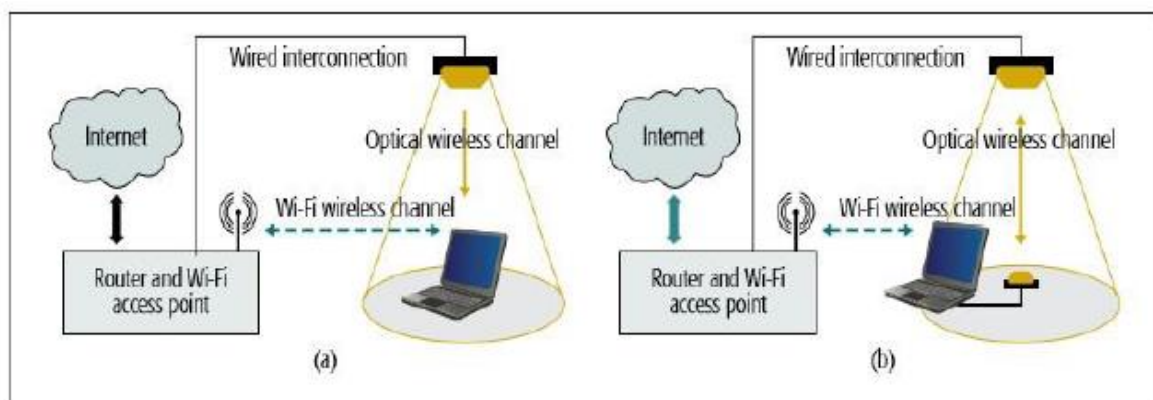 Wired interconnection
Internet
Optical wireless channel
Wi-Fi wireless channel
Router and Wi-Fi
access point
(a)
Wired interconnection
Internet
Optical wireless channel
Wi-Fi wireless channel
Router and Wi-Fi
access point
(b)